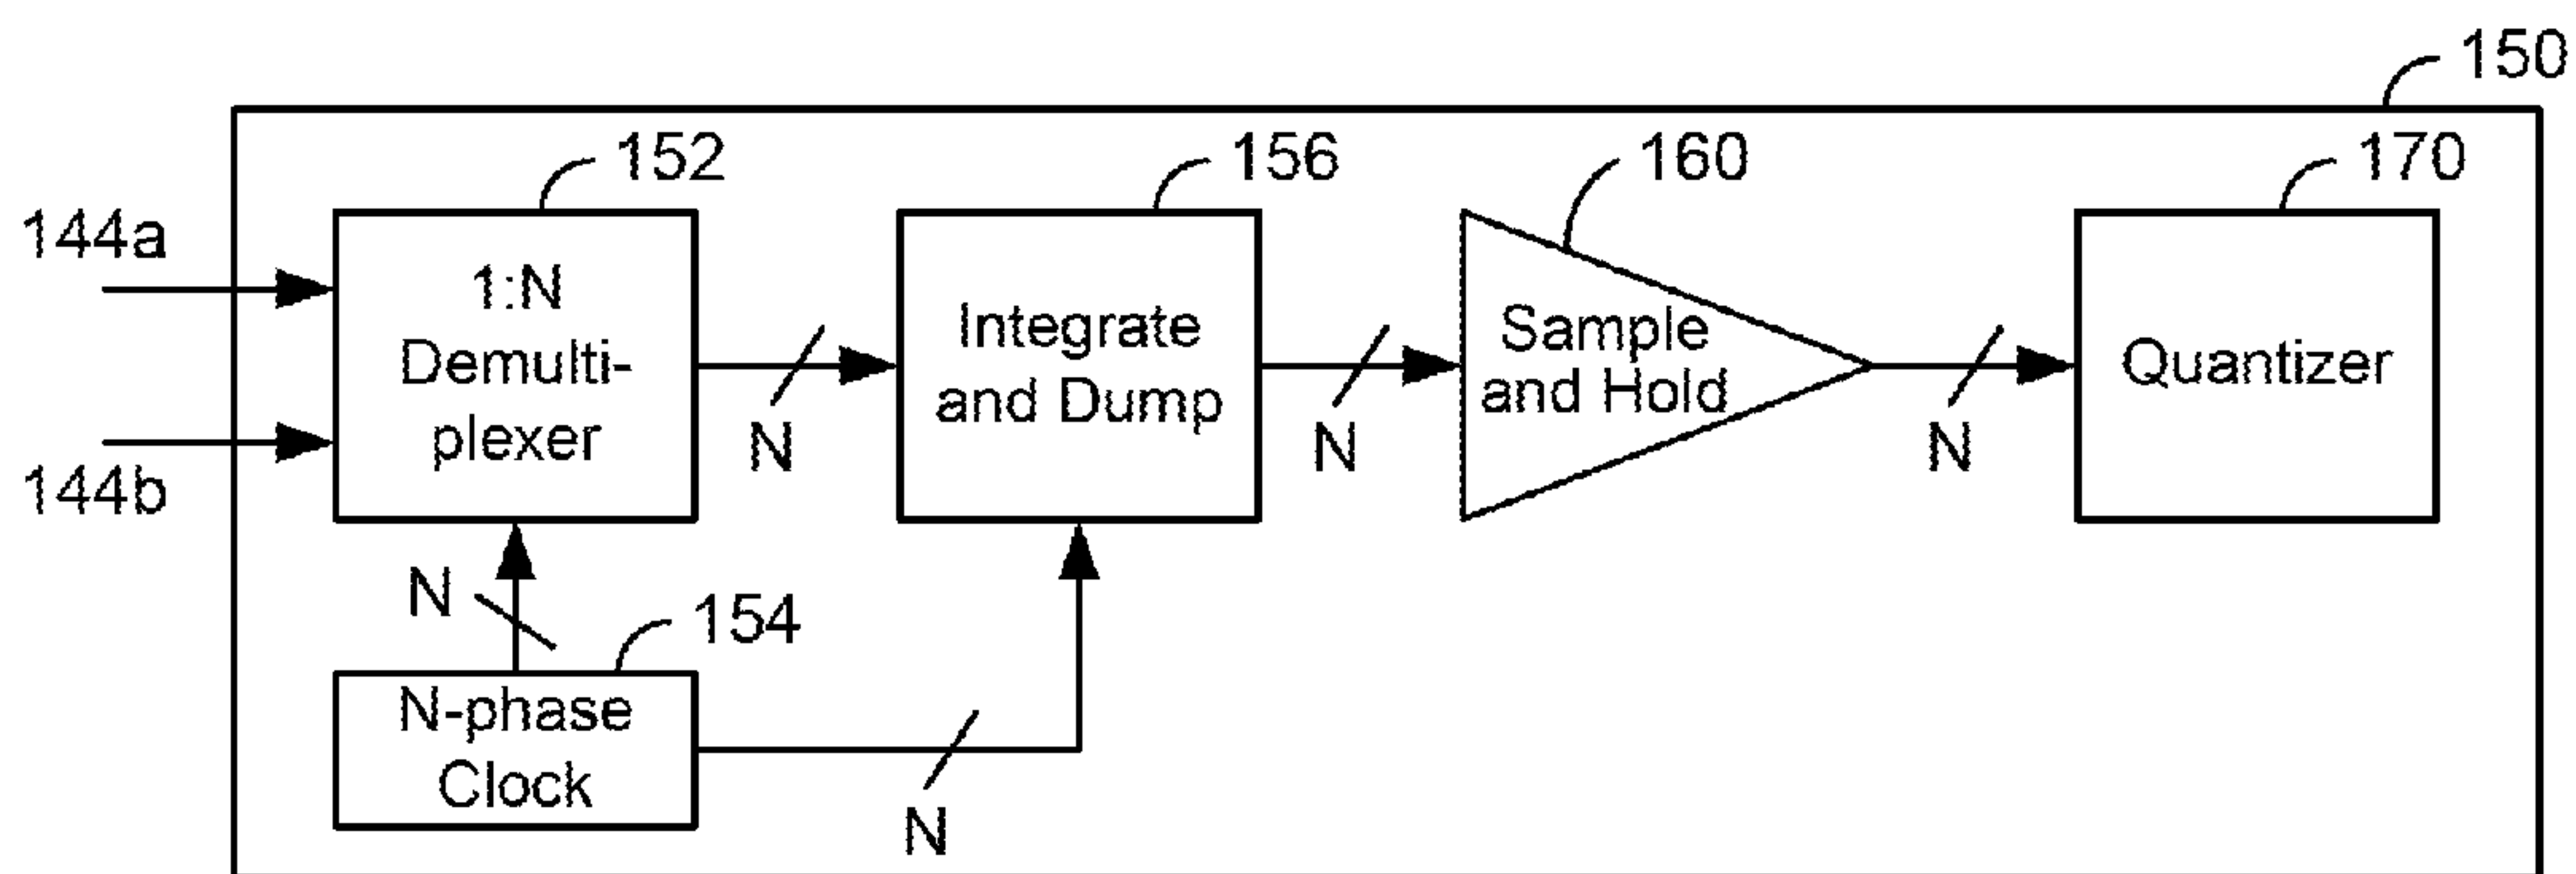 150
152
156
160
170
144a
144b
1:N
Demulti-
plexer
N
Integrate
and Dump
N
Sample
and Hold
N
Quantizer
N
154
N-phase
Clock
N